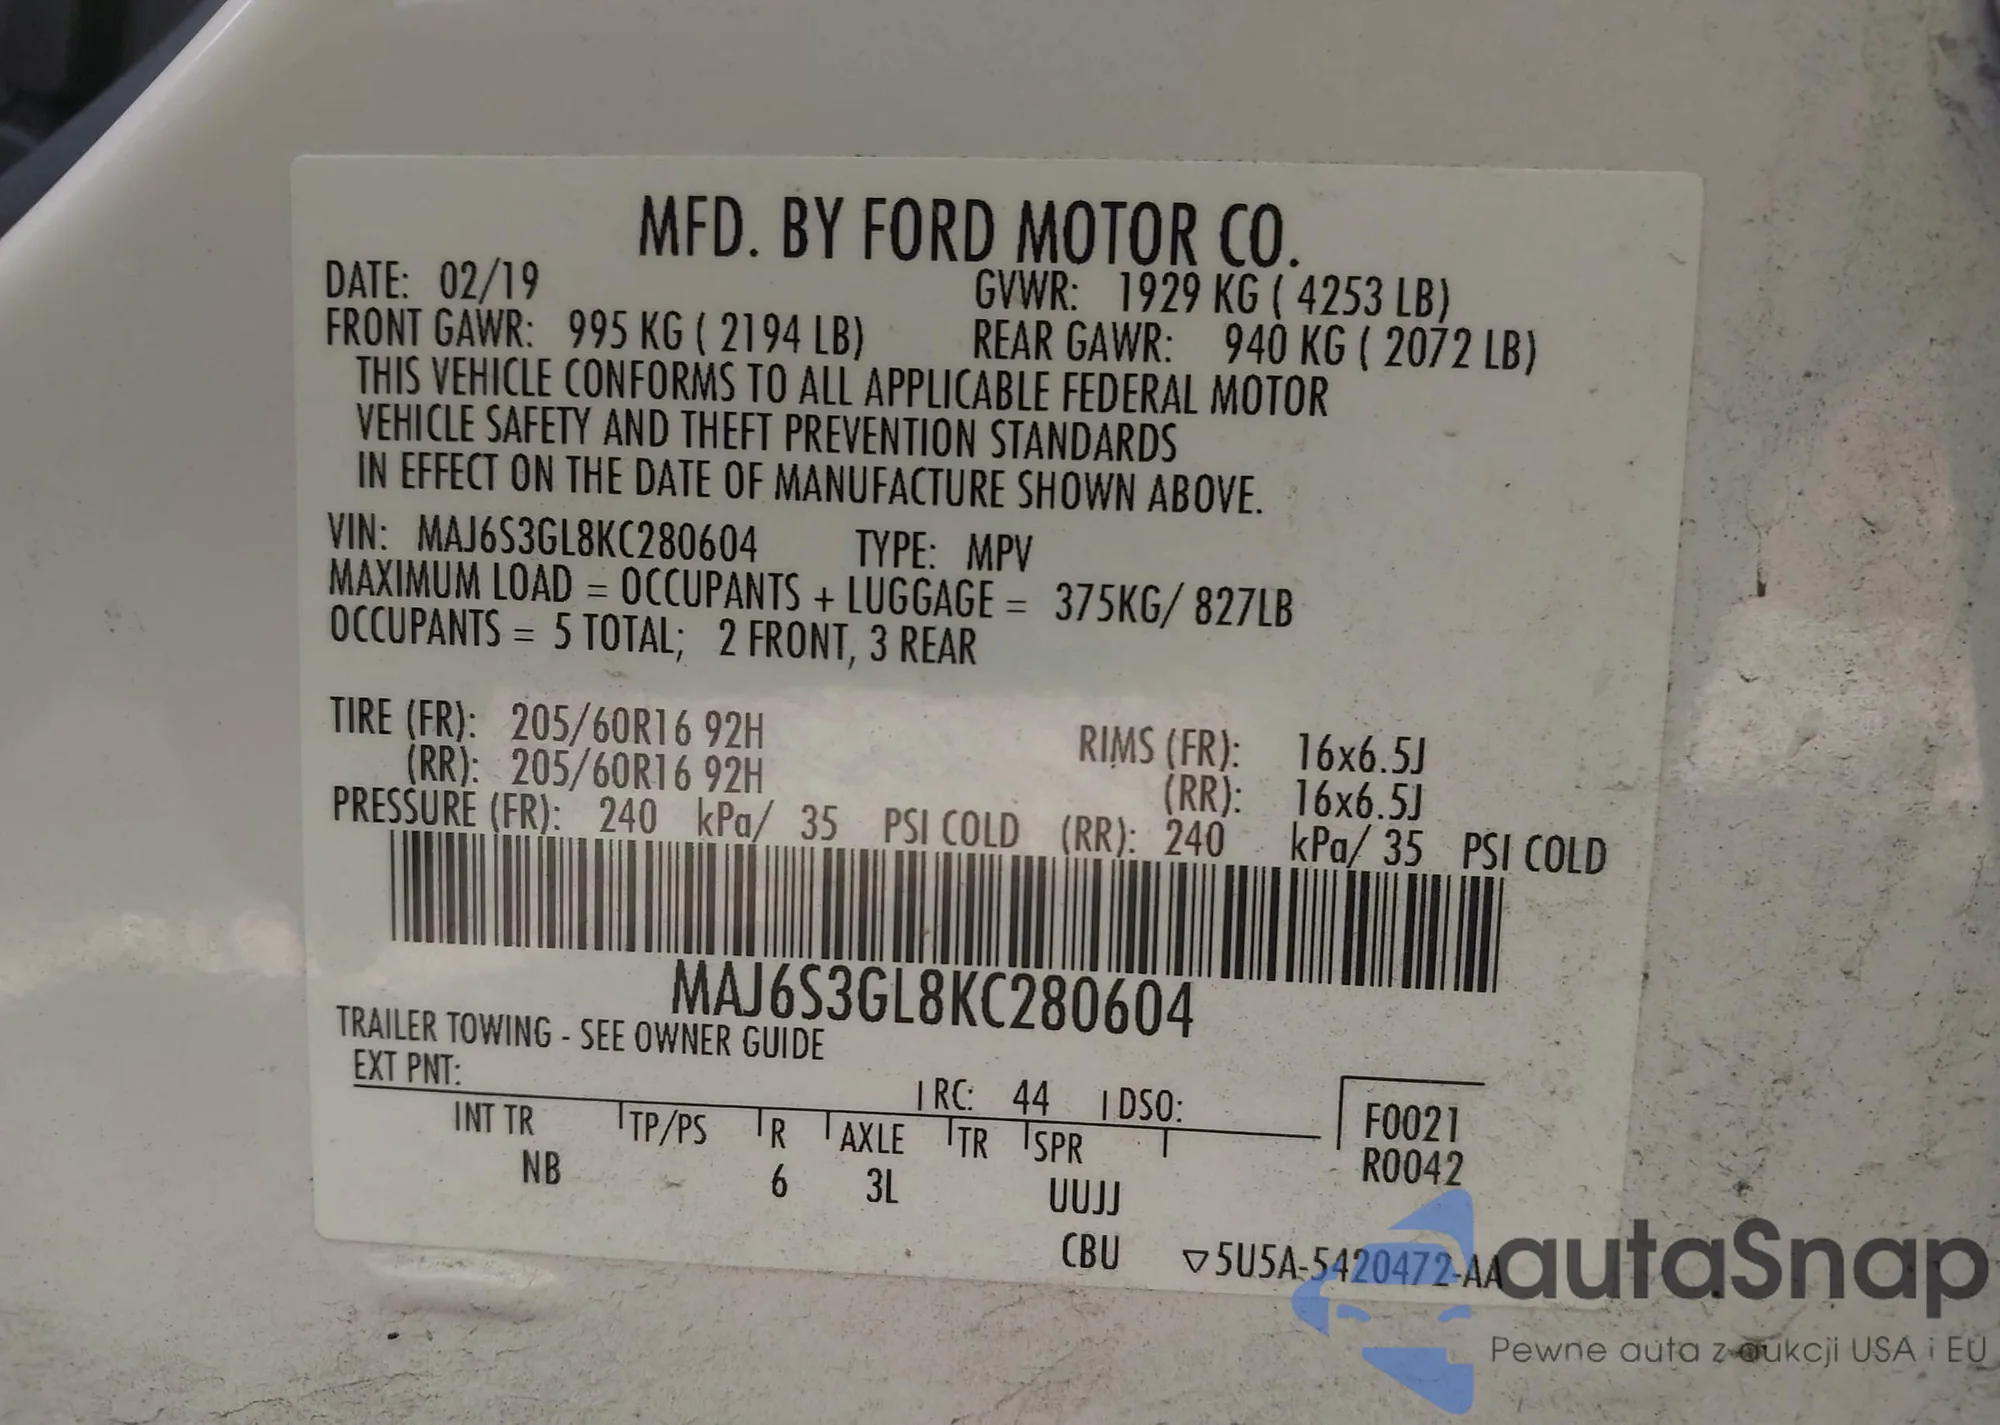 MFD. BY FORD MOTOR CO.
DATE: 02/19 GVWR: 1929 KG ( 4253 LB)
FRONT GAWR: 995 KG ( 2194 LB) REAR GAWR: 940 KG ( 2072 LB)
THIS VEHICLE CONFORMS TO ALL APPLICABLE FEDERAL MOTOR
VEHICLE SAFETY AND THEFT PREVENTION STANDARDS
IN EFFECT ON THE DATE OF MANUFACTURE SHOWN ABOVE.
VIN: MAJ6S3GL8KC280604 TYPE: MPV
MAXIMUM LOAD = OCCUPANTS + LUGGAGE = 375KG/ 827LB
OCCUPANTS = 5 TOTAL; 2 FRONT, 3 REAR
TIRE (FR): 205/60R16 92H RIMS (FR): 16x6.5J
(RR): 205/60R16 92H (RR): 16x6.5J
PRESSURE (FR): 240 kPa/ 35 PSI COLD (RR): 240 kPa/ 35 PSI COLD
MAJ6S3GL8KC280604
TRAILER TOWING - SEE OWNER GUIDE
EXT PNT: RC: 44 DSO:
INT TR TP/PS R AXLE TR SPR F0021
NB 6 3L UUJJ R0042
CBU ▽5U5A-5420472-AA
autaSnap
Pewne auta z aukcji USA i EU